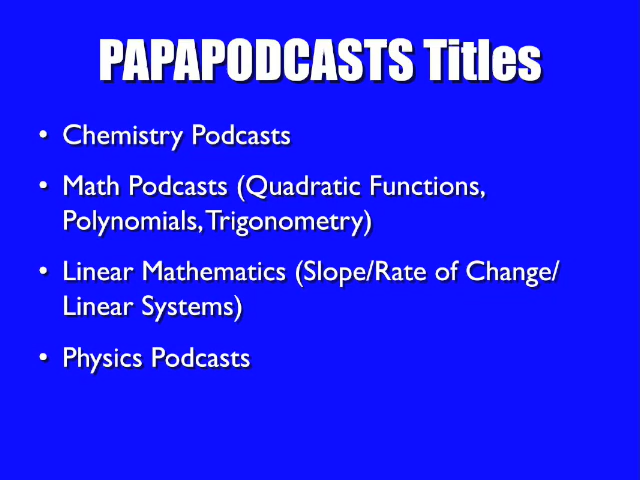 PAPAPODCASTS Titles
• Chemistry Podcasts
• Math Podcasts (Quadratic Functions,
Polynomials, Trigonometry)
• Linear Mathematics (Slope/Rate of Change/
Linear Systems)
• Physics Podcasts